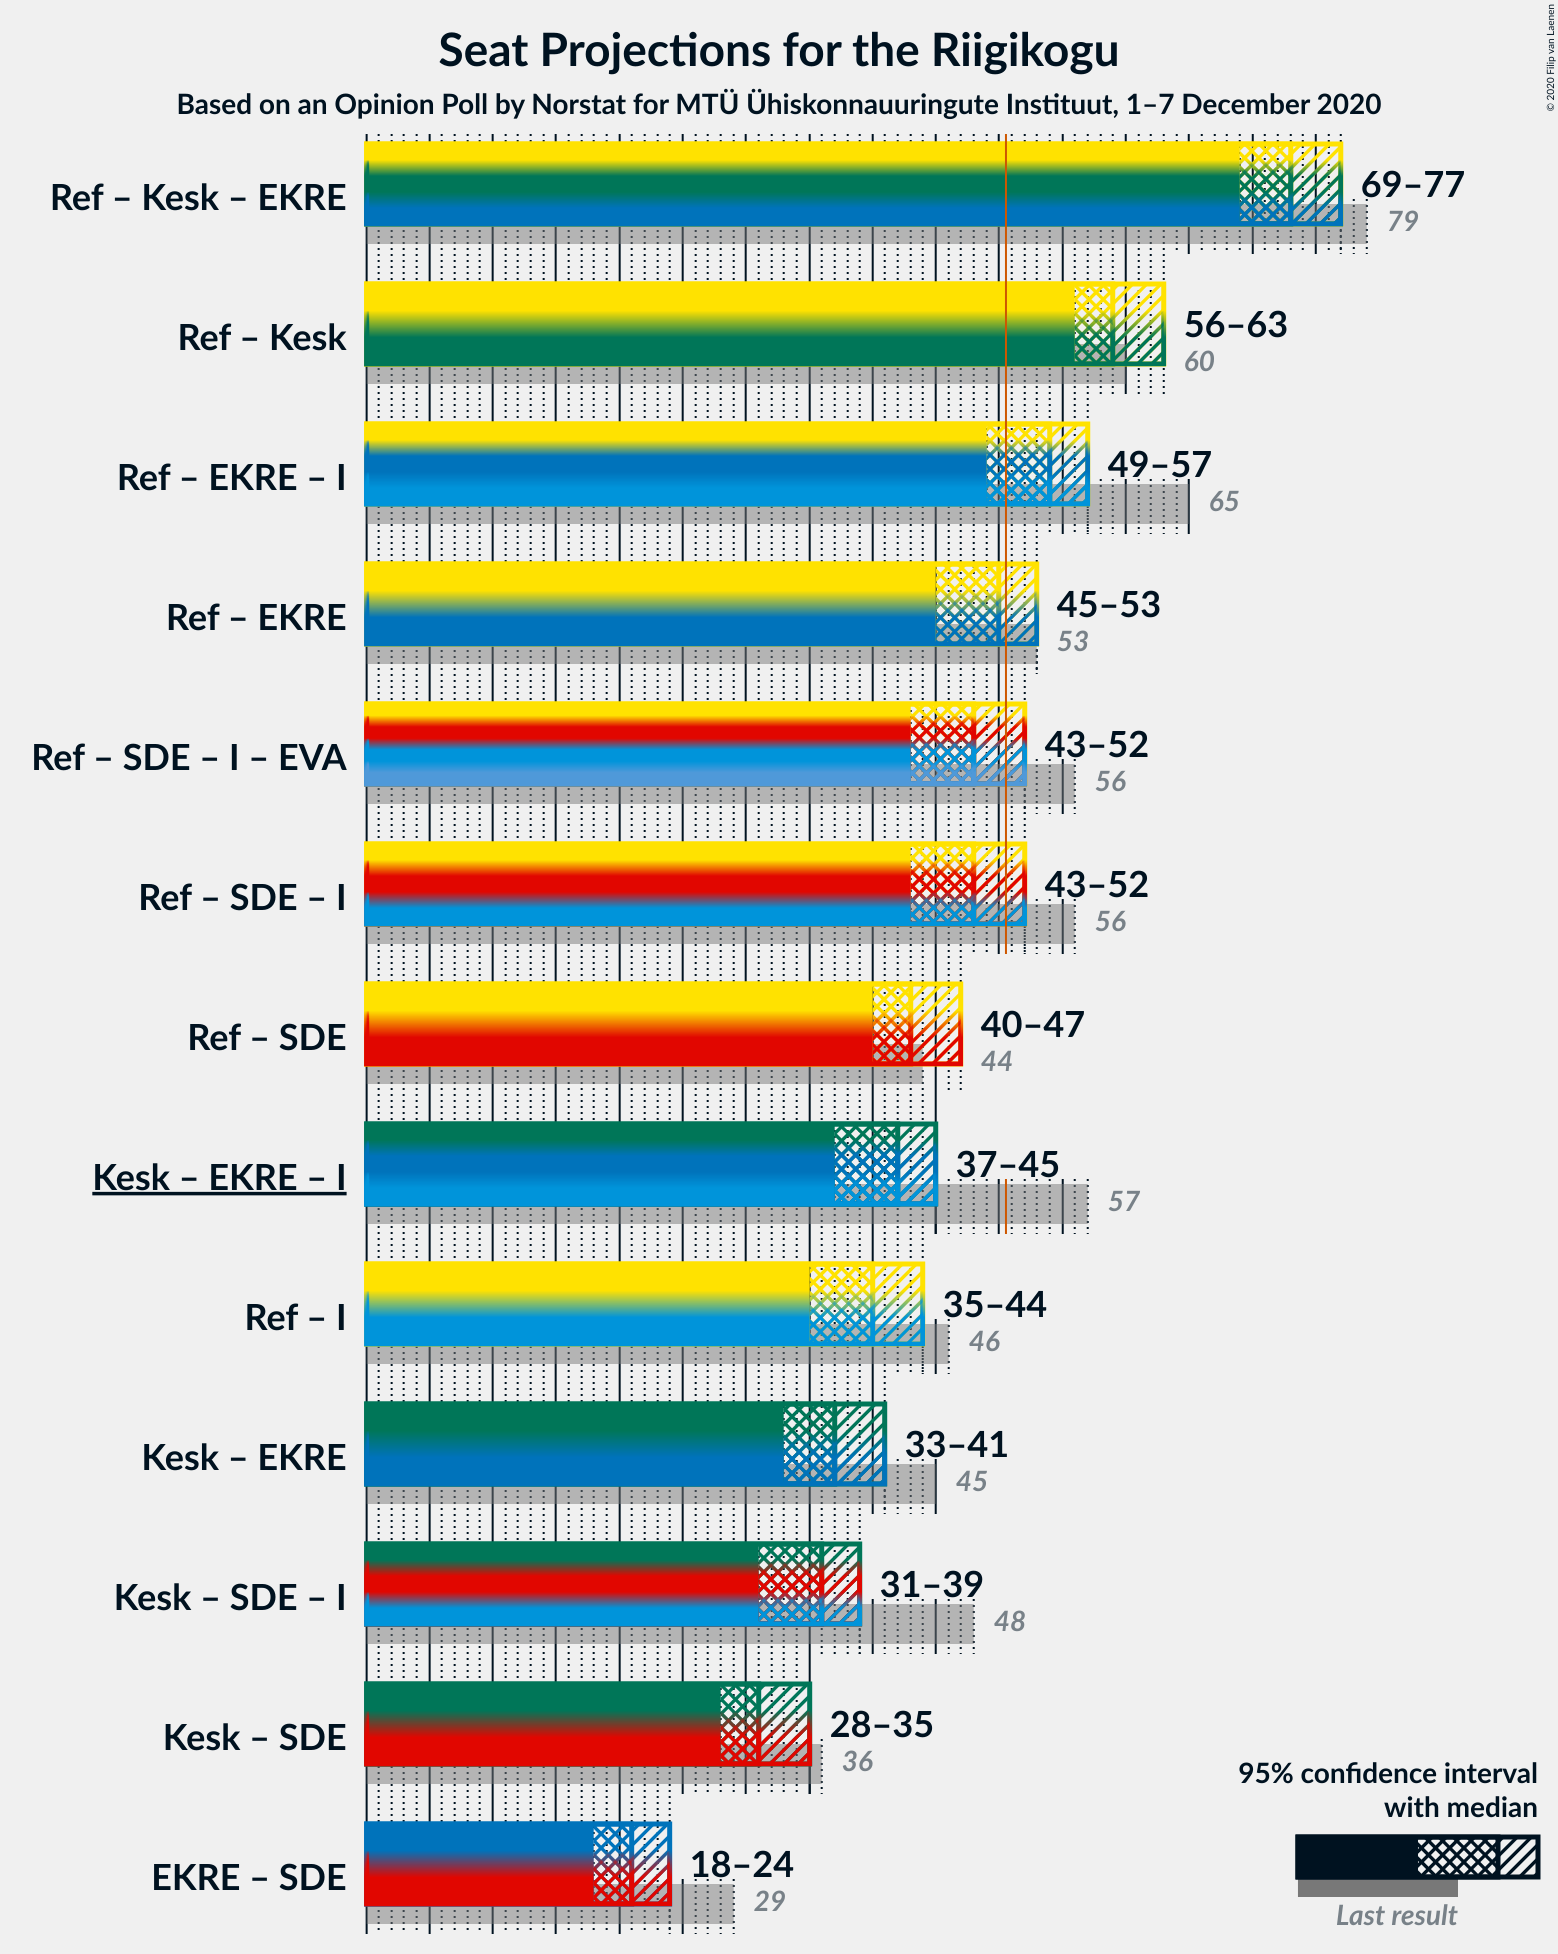 Seat Projections for the Riigikogu
Based on an Opinion Poll by Norstat for MTÜ Ühiskonnauuringute Instituut, 1–7 December 2020
© 2020 Filip van Laenen
Ref – Kesk – EKRE
69–77
79
Ref – Kesk
56–63
60
Ref – EKRE – I
49–57
65
Ref – EKRE
45–53
53
Ref – SDE – I – EVA
43–52
56
Ref – SDE – I
43–52
56
Ref – SDE
40–47
44
Kesk – EKRE – I
37–45
57
Ref – I
35–44
46
Kesk – EKRE
33–41
45
Kesk – SDE – I
31–39
48
Kesk – SDE
28–35
36
EKRE – SDE
18–24
29
95% confidence interval
with median
Last result